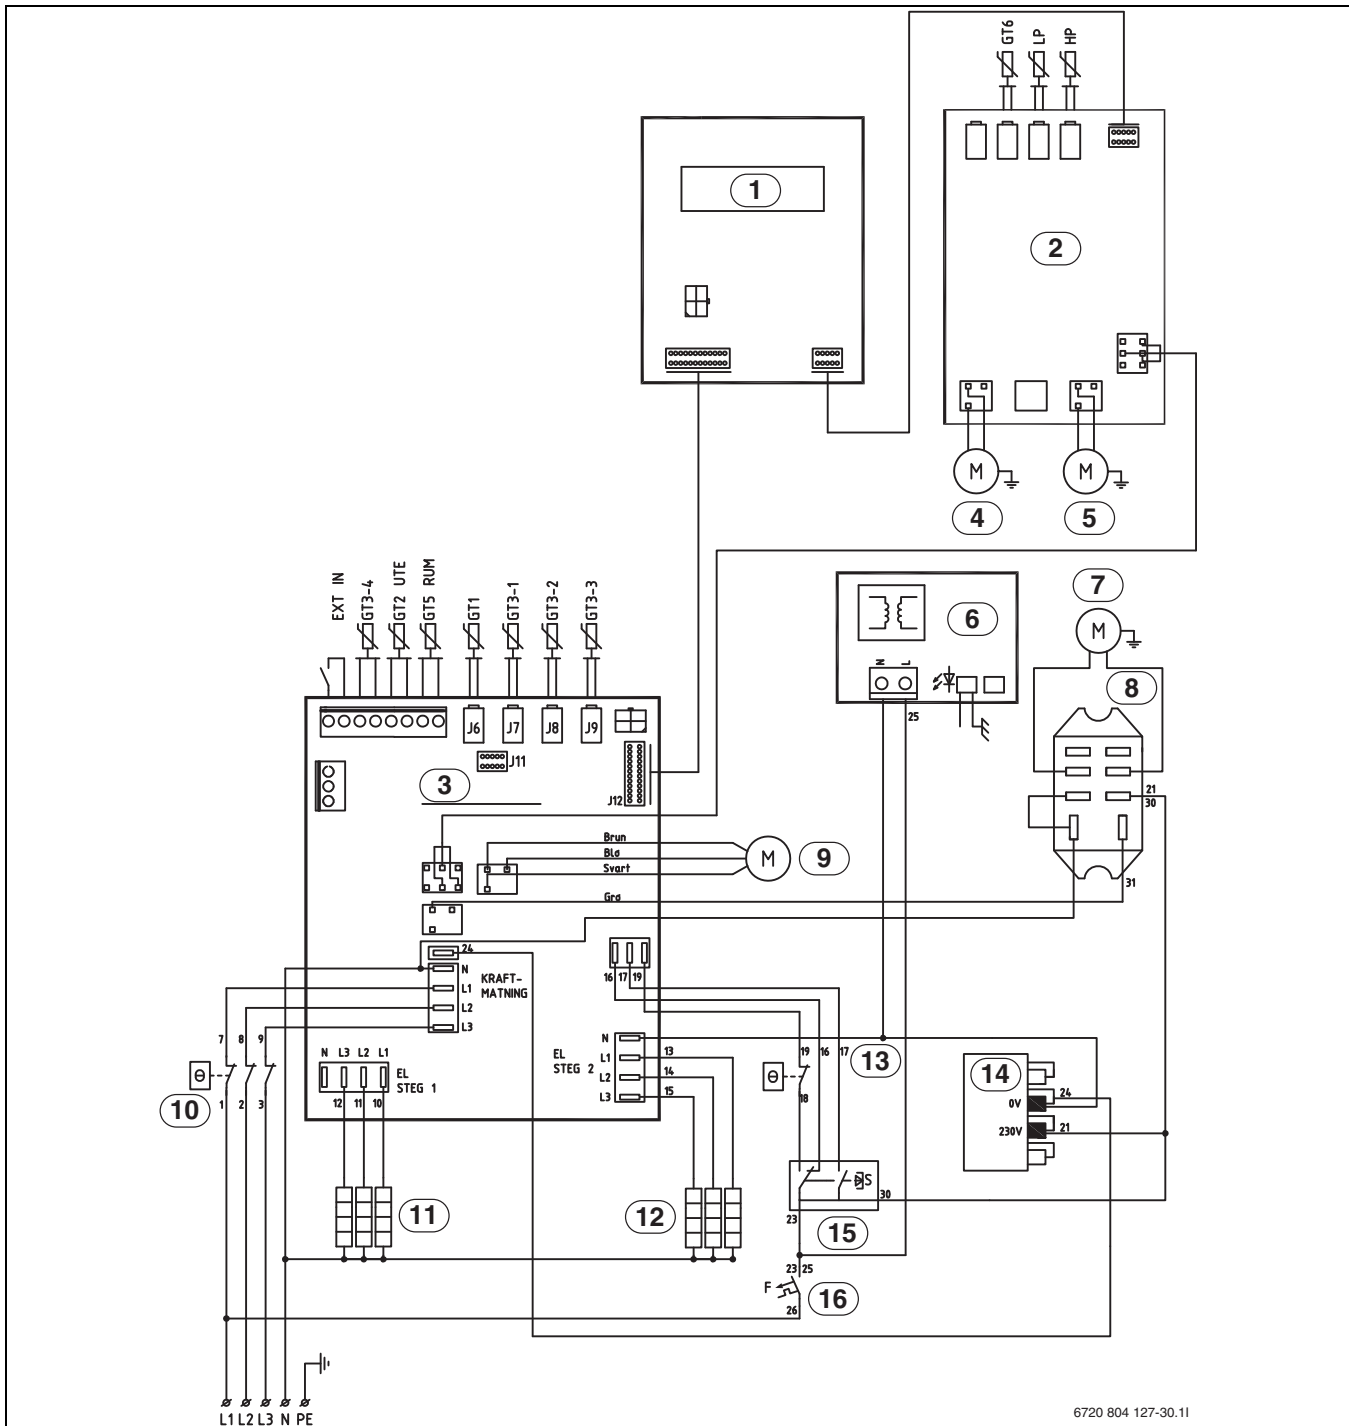 GT6
LP
HP
1
2
M
M
4
5
EXT IN
GT3-4
GT2 UTE
GT5 RUM
GT1
GT3-1
GT3-2
GT3-3
6
N
L
25
7
M
8
21
30
31
J6
J7
J8
J9
J11
J12
3
Brun
Blå
Svart
M
9
Grå
24
N
L1
L2
L3
KRAFT-
MATNING
16 17 19
7 8 9
θ
1 2 3
10
N L3 L2 L1
EL
STEG 1
12 11 10
EL
STEG 2
N
L1
L2
L3
13
14
15
19 16 17
θ
18
13
14
24
0V
230V
21
11
12
S
30
23
15
23 25
F
26
16
L1 L2 L3 N PE
6720 804 127-30.1I